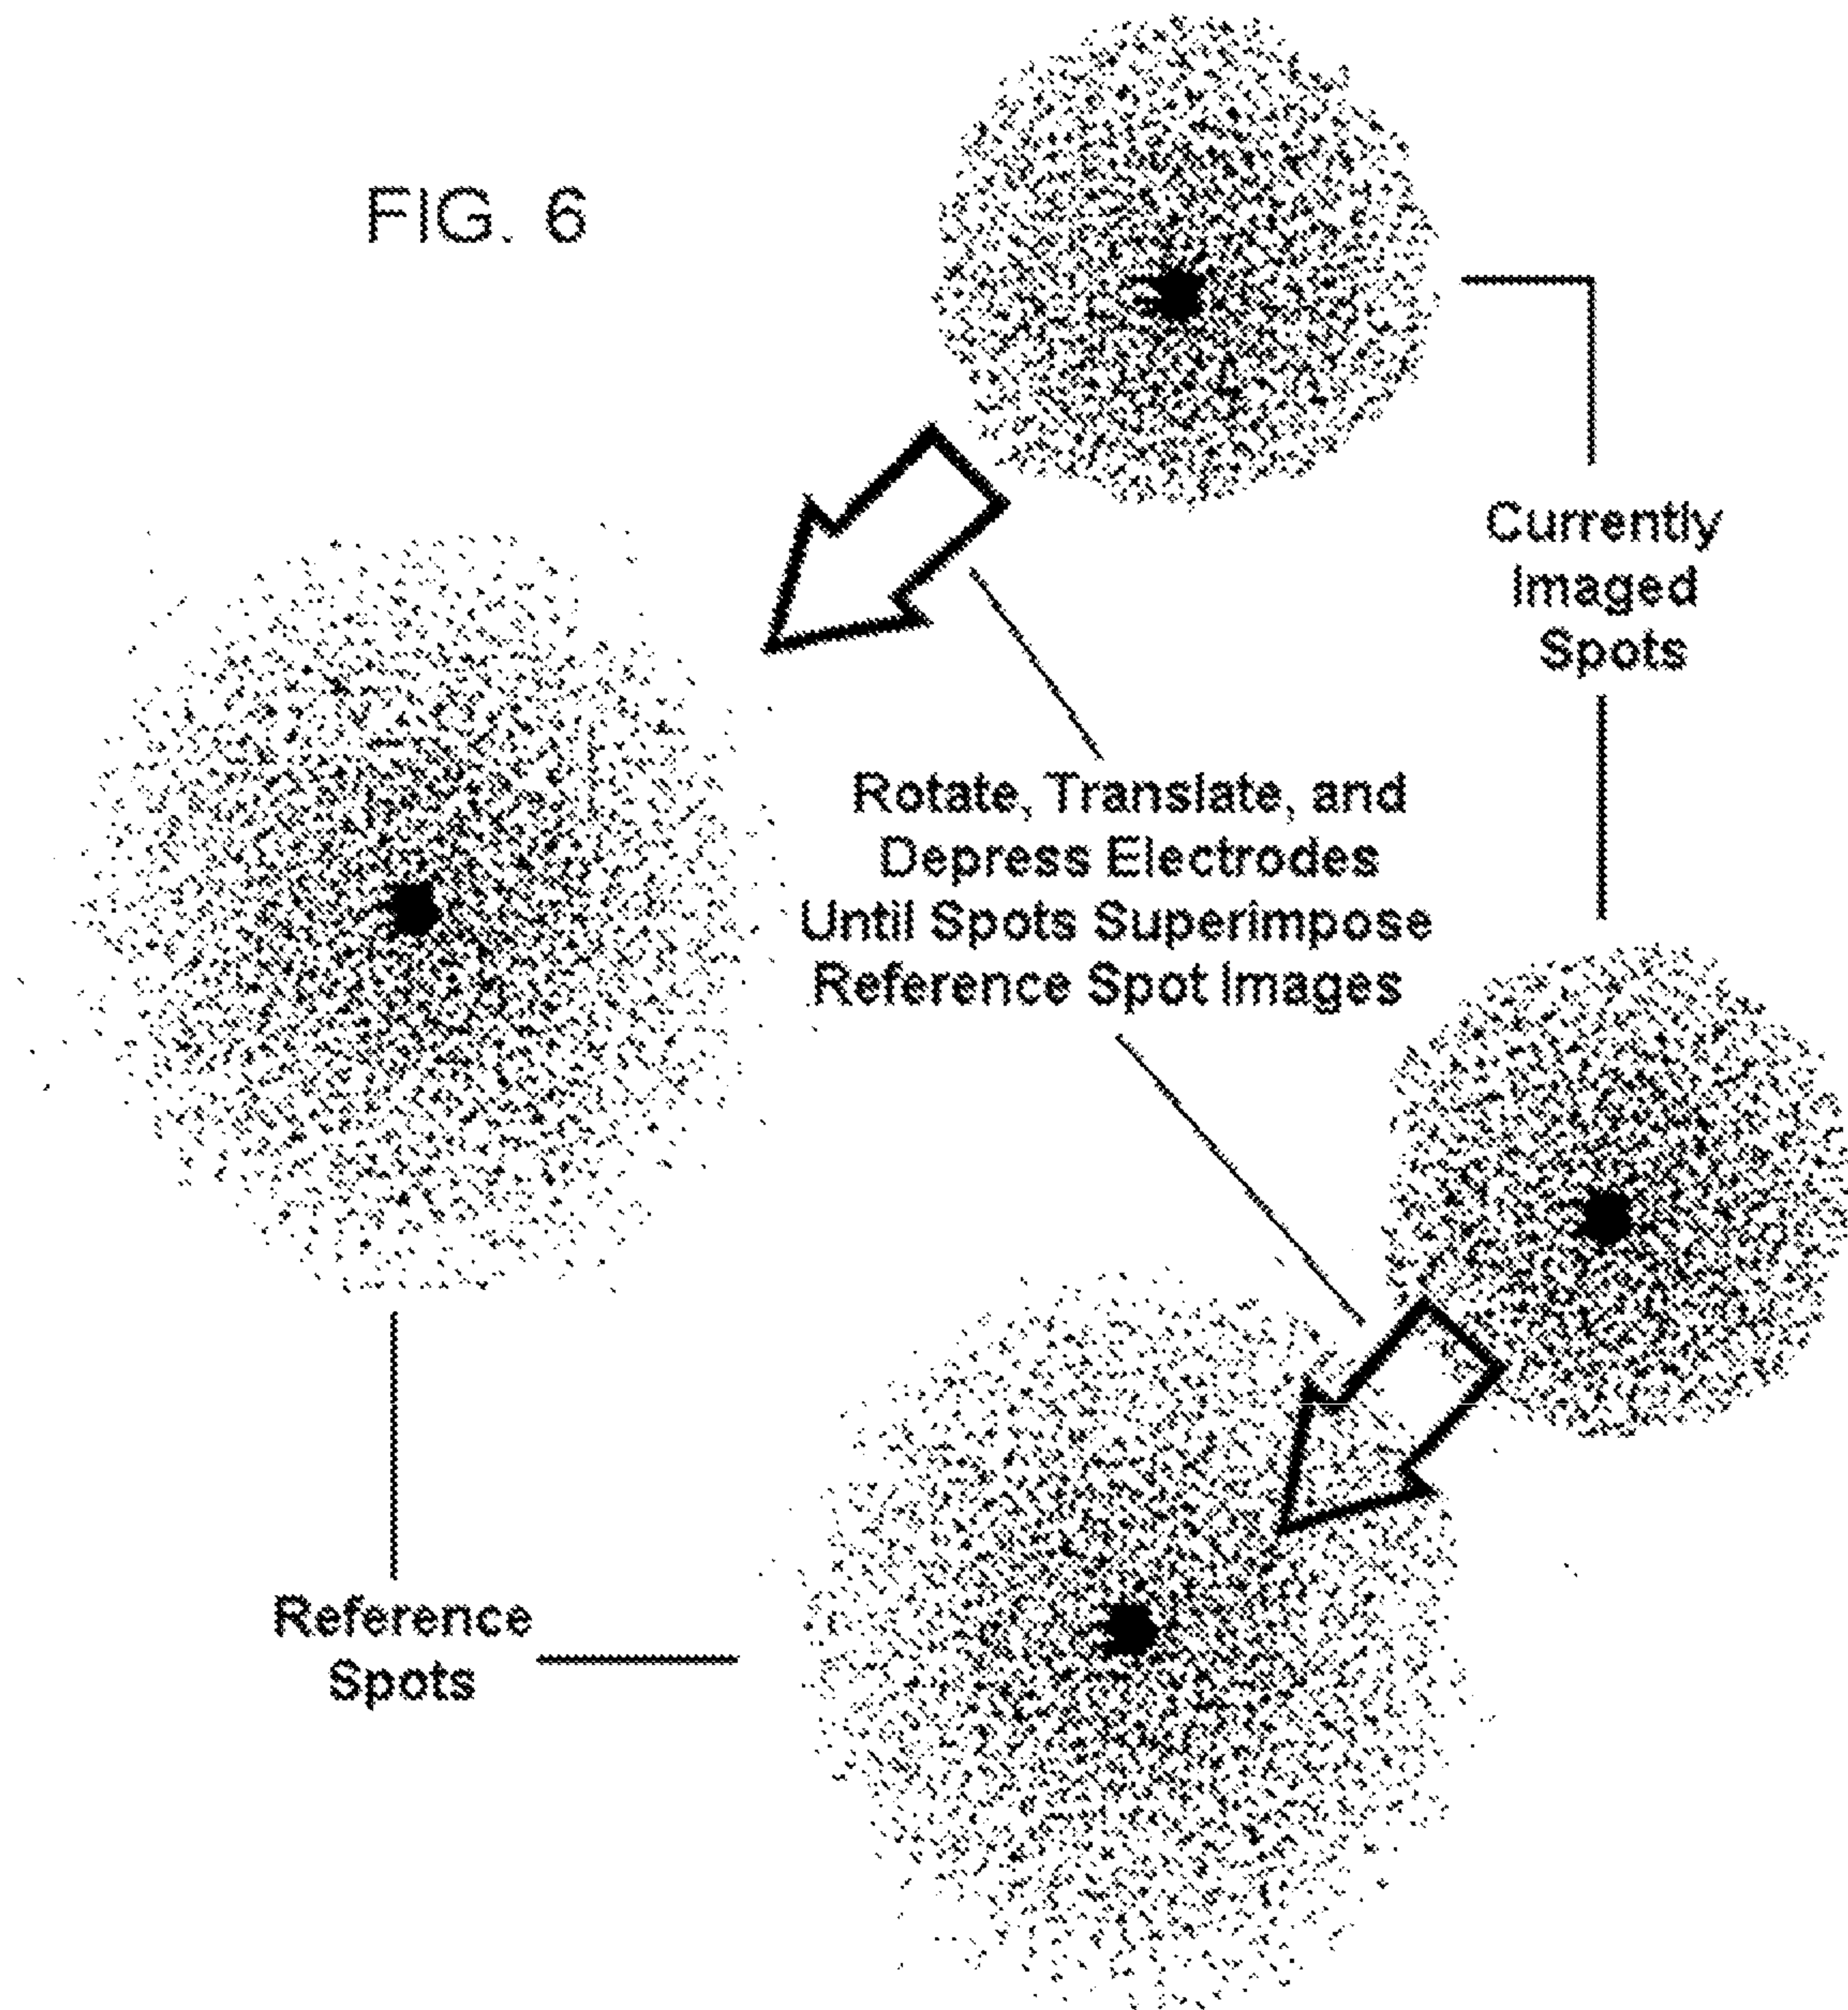 FIG. 6
Currently
Imaged
Spots
Rotate, Translate, and
Depress Electrodes
Until Spots Superimpose
Reference Spot Images
Reference
Spots